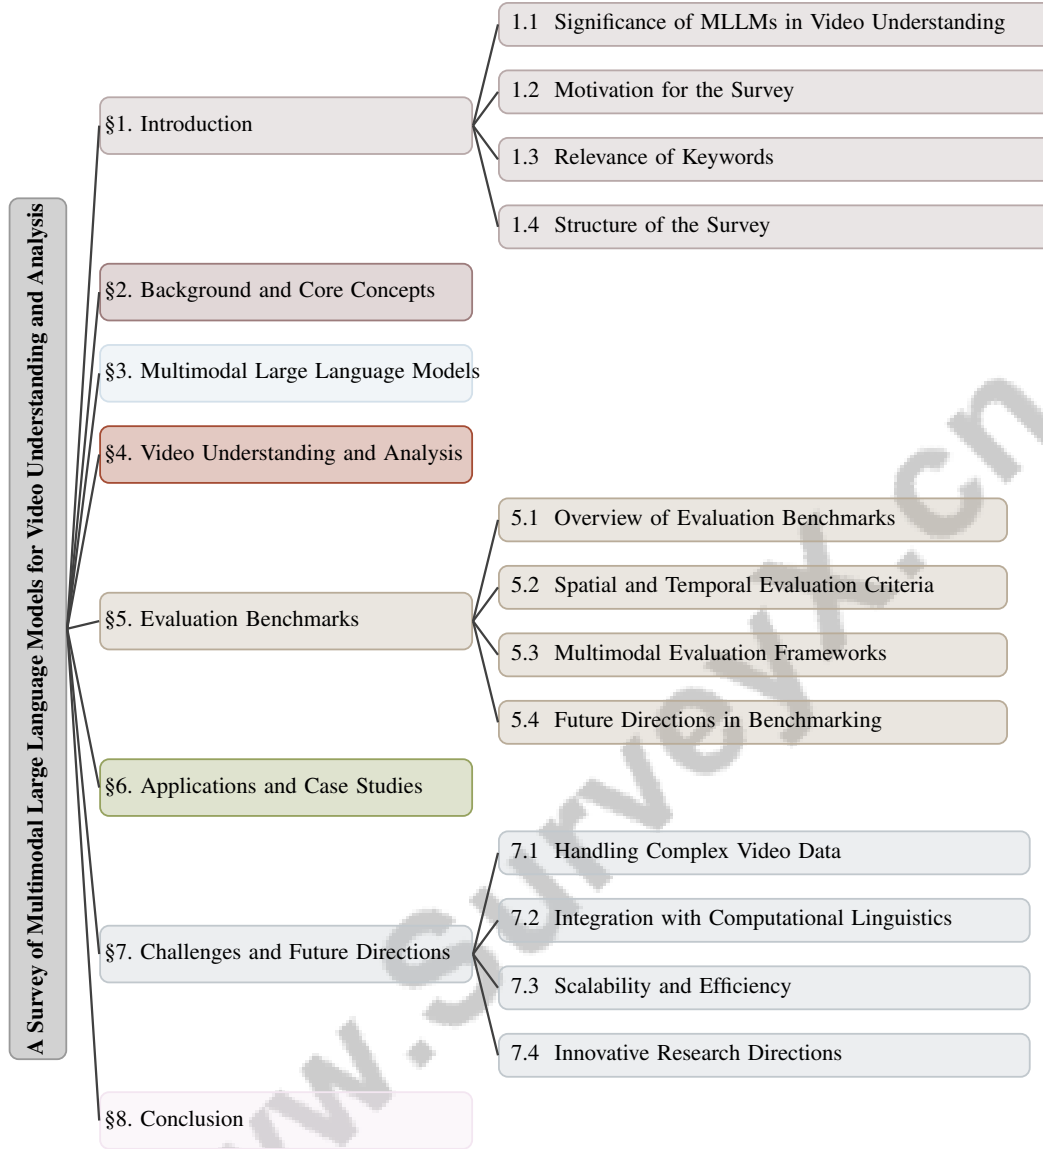 A Survey of Multimodal Large Language Models for Video Understanding and Analysis
§1. Introduction
1.1 Significance of MLLMs in Video Understanding
1.2 Motivation for the Survey
1.3 Relevance of Keywords
1.4 Structure of the Survey
§2. Background and Core Concepts
§3. Multimodal Large Language Models
§4. Video Understanding and Analysis
§5. Evaluation Benchmarks
5.1 Overview of Evaluation Benchmarks
5.2 Spatial and Temporal Evaluation Criteria
5.3 Multimodal Evaluation Frameworks
5.4 Future Directions in Benchmarking
§6. Applications and Case Studies
§7. Challenges and Future Directions
7.1 Handling Complex Video Data
7.2 Integration with Computational Linguistics
7.3 Scalability and Efficiency
7.4 Innovative Research Directions
§8. Conclusion
www.SurveyX.cn